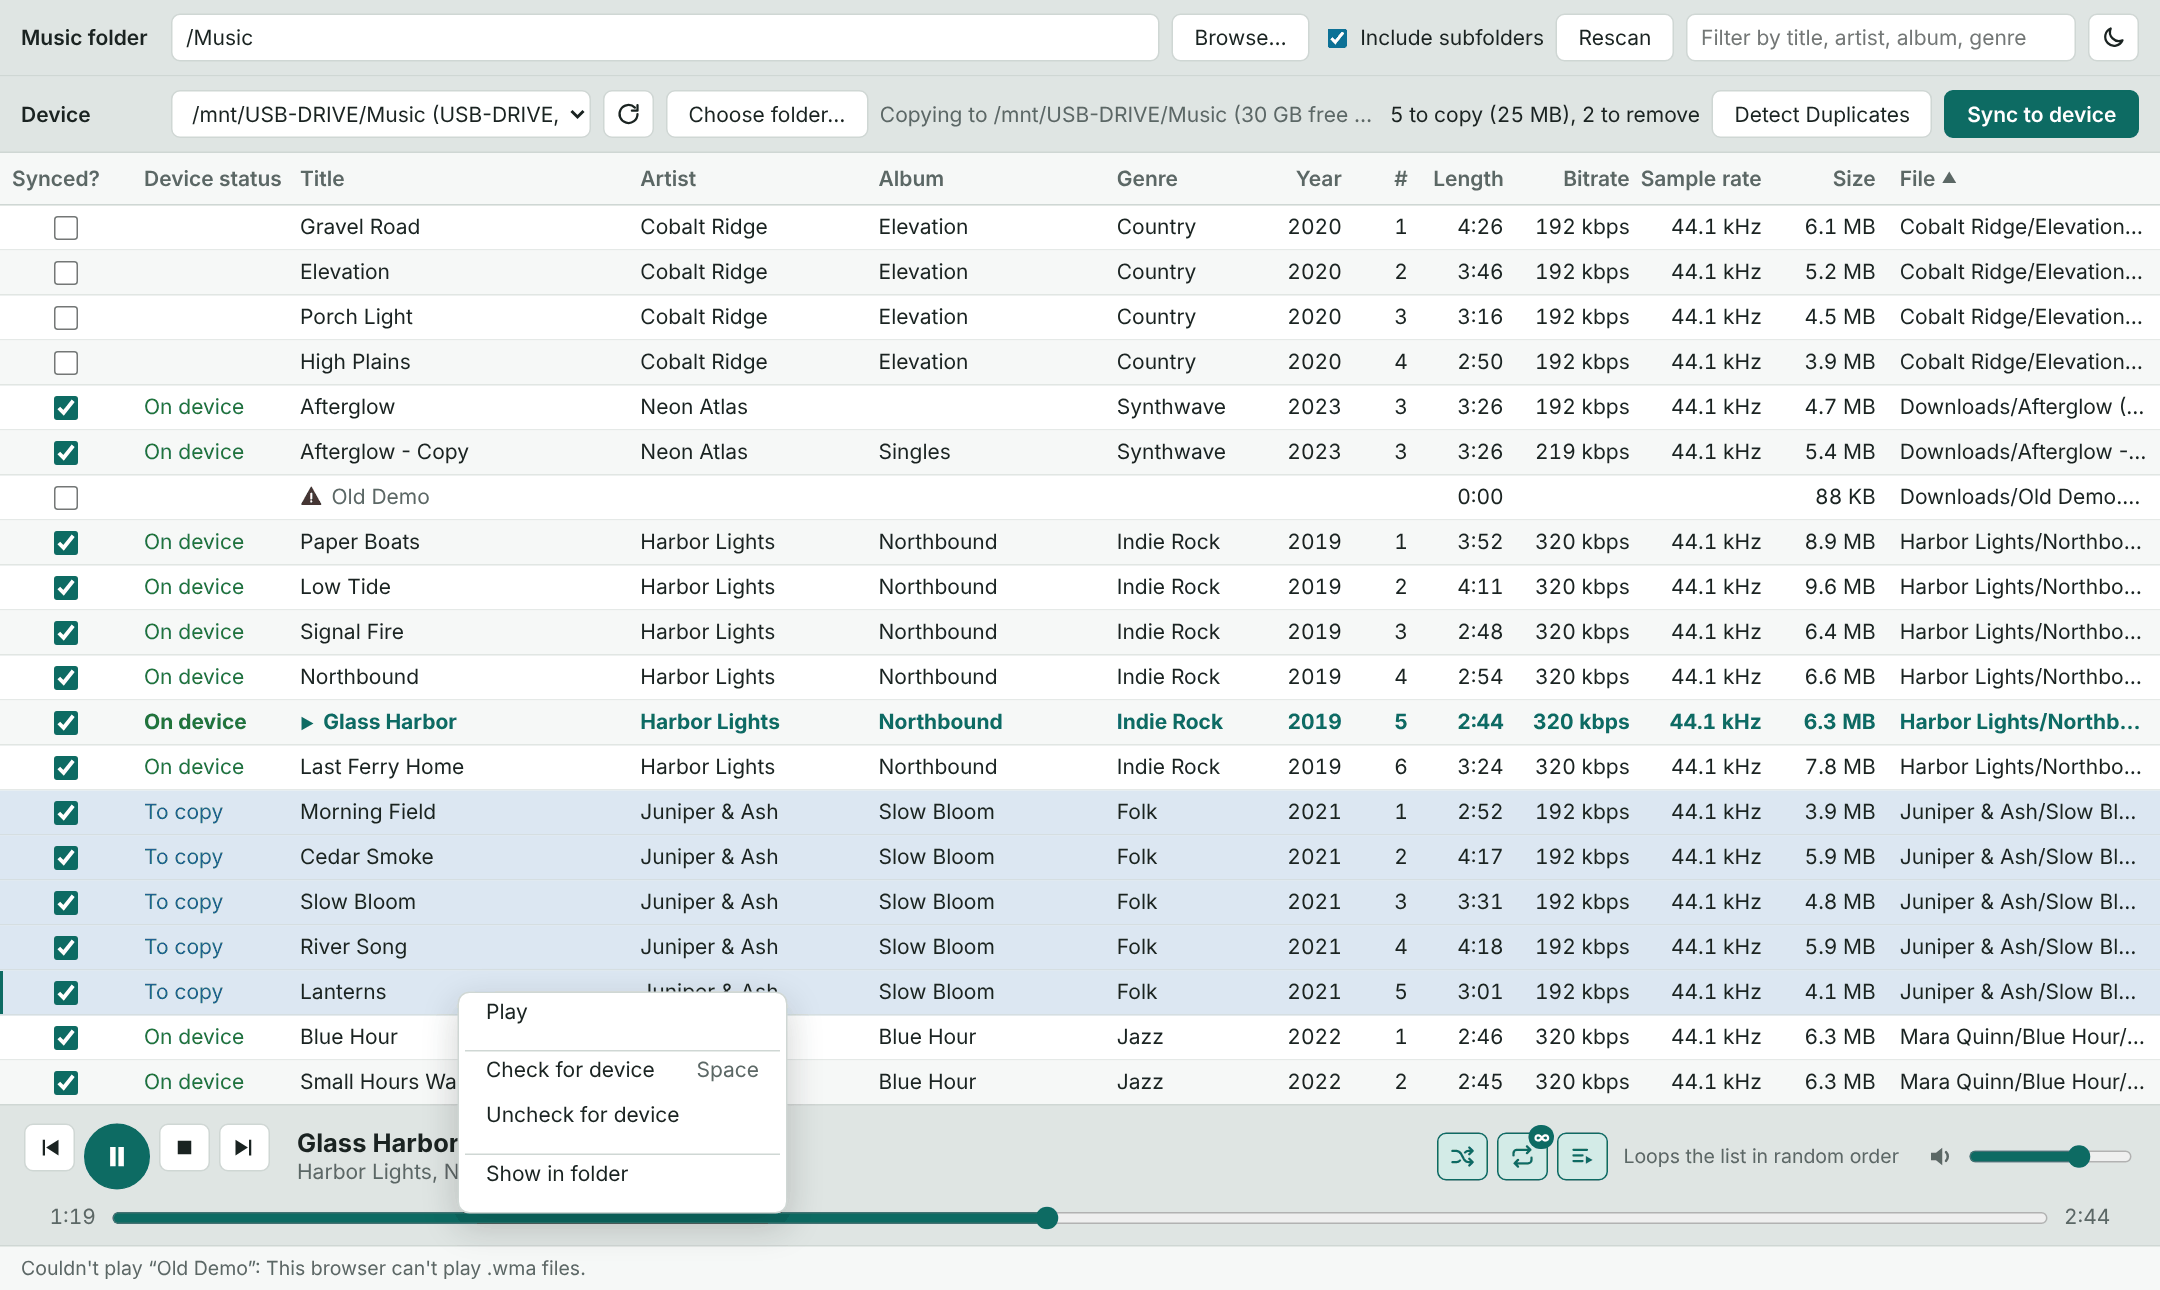 Music folder /Music Browse... Include subfolders Rescan Filter by title, artist, album, genre
Device /mnt/USB-DRIVE/Music (USB-DRIVE, Choose folder... Copying to /mnt/USB-DRIVE/Music (30 GB free ... 5 to copy (25 MB), 2 to remove Detect Duplicates Sync to device
Synced? Device status Title Artist Album Genre Year # Length Bitrate Sample rate Size File ▲
Gravel Road Cobalt Ridge Elevation Country 2020 1 4:26 192 kbps 44.1 kHz 6.1 MB Cobalt Ridge/Elevation...
Elevation Cobalt Ridge Elevation Country 2020 2 3:46 192 kbps 44.1 kHz 5.2 MB Cobalt Ridge/Elevation...
Porch Light Cobalt Ridge Elevation Country 2020 3 3:16 192 kbps 44.1 kHz 4.5 MB Cobalt Ridge/Elevation...
High Plains Cobalt Ridge Elevation Country 2020 4 2:50 192 kbps 44.1 kHz 3.9 MB Cobalt Ridge/Elevation...
On device Afterglow Neon Atlas Synthwave 2023 3 3:26 192 kbps 44.1 kHz 4.7 MB Downloads/Afterglow (...
On device Afterglow - Copy Neon Atlas Singles Synthwave 2023 3 3:26 219 kbps 44.1 kHz 5.4 MB Downloads/Afterglow -...
Old Demo 0:00 88 KB Downloads/Old Demo....
On device Paper Boats Harbor Lights Northbound Indie Rock 2019 1 3:52 320 kbps 44.1 kHz 8.9 MB Harbor Lights/Northbo...
On device Low Tide Harbor Lights Northbound Indie Rock 2019 2 4:11 320 kbps 44.1 kHz 9.6 MB Harbor Lights/Northbo...
On device Signal Fire Harbor Lights Northbound Indie Rock 2019 3 2:48 320 kbps 44.1 kHz 6.4 MB Harbor Lights/Northbo...
On device Northbound Harbor Lights Northbound Indie Rock 2019 4 2:54 320 kbps 44.1 kHz 6.6 MB Harbor Lights/Northbo...
On device ▶ Glass Harbor Harbor Lights Northbound Indie Rock 2019 5 2:44 320 kbps 44.1 kHz 6.3 MB Harbor Lights/Northb...
On device Last Ferry Home Harbor Lights Northbound Indie Rock 2019 6 3:24 320 kbps 44.1 kHz 7.8 MB Harbor Lights/Northbo...
To copy Morning Field Juniper & Ash Slow Bloom Folk 2021 1 2:52 192 kbps 44.1 kHz 3.9 MB Juniper & Ash/Slow Bl...
To copy Cedar Smoke Juniper & Ash Slow Bloom Folk 2021 2 4:17 192 kbps 44.1 kHz 5.9 MB Juniper & Ash/Slow Bl...
To copy Slow Bloom Juniper & Ash Slow Bloom Folk 2021 3 3:31 192 kbps 44.1 kHz 4.8 MB Juniper & Ash/Slow Bl...
To copy River Song Juniper & Ash Slow Bloom Folk 2021 4 4:18 192 kbps 44.1 kHz 5.9 MB Juniper & Ash/Slow Bl...
To copy Lanterns Juniper & Ash Slow Bloom Folk 2021 5 3:01 192 kbps 44.1 kHz 4.1 MB Juniper & Ash/Slow Bl...
On device Blue Hour Blue Hour Jazz 2022 1 2:46 320 kbps 44.1 kHz 6.3 MB Mara Quinn/Blue Hour/...
On device Small Hours Wa Blue Hour Jazz 2022 2 2:45 320 kbps 44.1 kHz 6.3 MB Mara Quinn/Blue Hour/...
Play
Check for device Space
Uncheck for device
Show in folder
Glass Harbor
Harbor Lights, N
Loops the list in random order
1:19 2:44
Couldn't play “Old Demo”: This browser can't play .wma files.